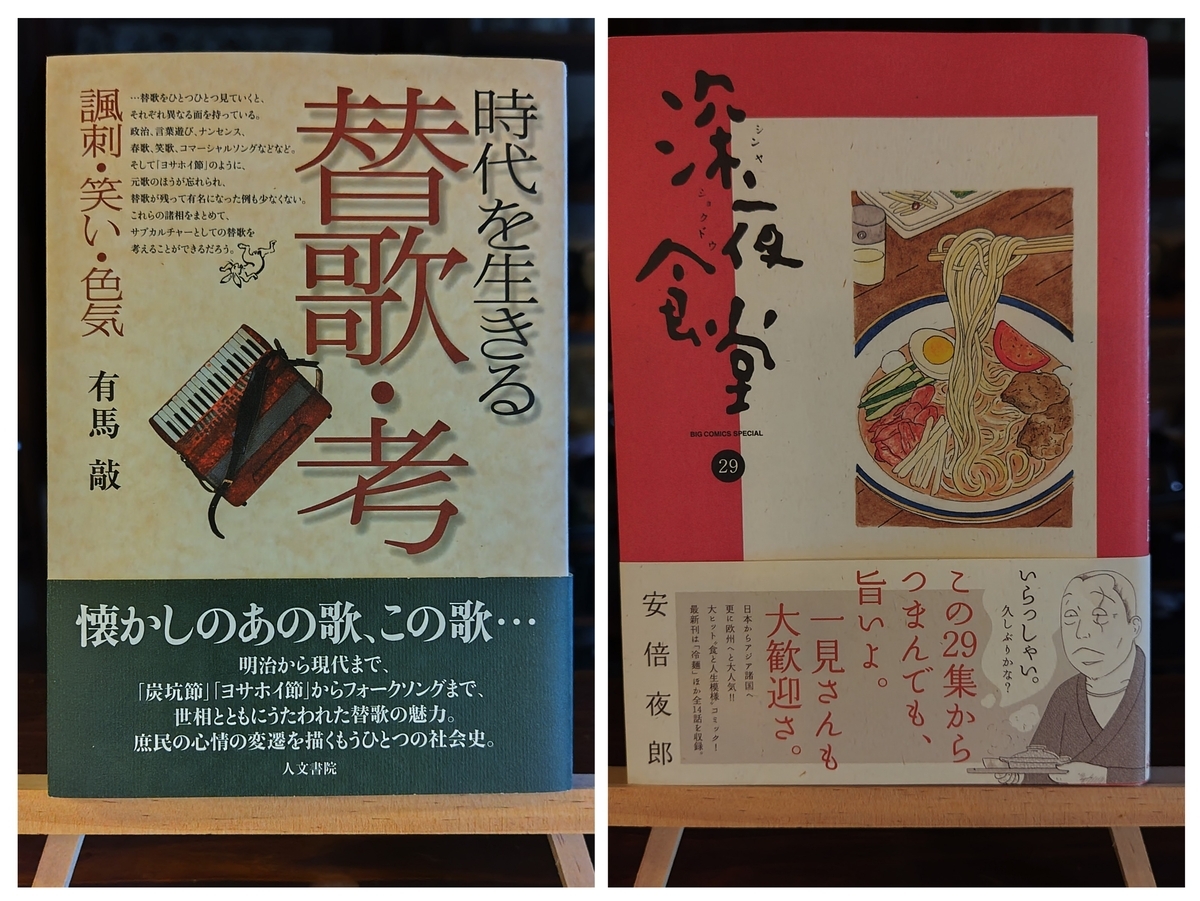 時代を生きる
替歌・考
…替歌をひとつひとつ見ていくと、
それぞれ異なる面を持っている。
政治、言葉遊び、ナンセンス、
春歌、笑歌、コマーシャルソングなどなど。
そして「ヨサホイ節」のように、
元歌のほうが忘れられ、
替歌が残って有名になった例も少なくない。
これらの諸相をまとめて、
サブカルチャーとしての替歌を
考えることができるだろう。
諷刺・笑い・色気
有馬 敲
懐かしのあの歌、この歌…
明治から現代まで、
「炭坑節」「ヨサホイ節」からフォークソングまで、
世相とともにうたわれた替歌の魅力。
庶民の心情の変遷を描くもうひとつの社会史。
人文書院
深夜
シンヤ
食堂
ショクドウ
BIG COMICS SPECIAL
29
いらっしゃい。
久しぶりかな?
この29集から
つまんでも、
旨いよ。
一見さんも
大歓迎さ。
日本からアジア諸国へ
更に欧州へと大人気!!
大ヒット“食と人生模様”コミック!
最新刊は「冷麺」ほか全14話を収録。
安倍夜郎